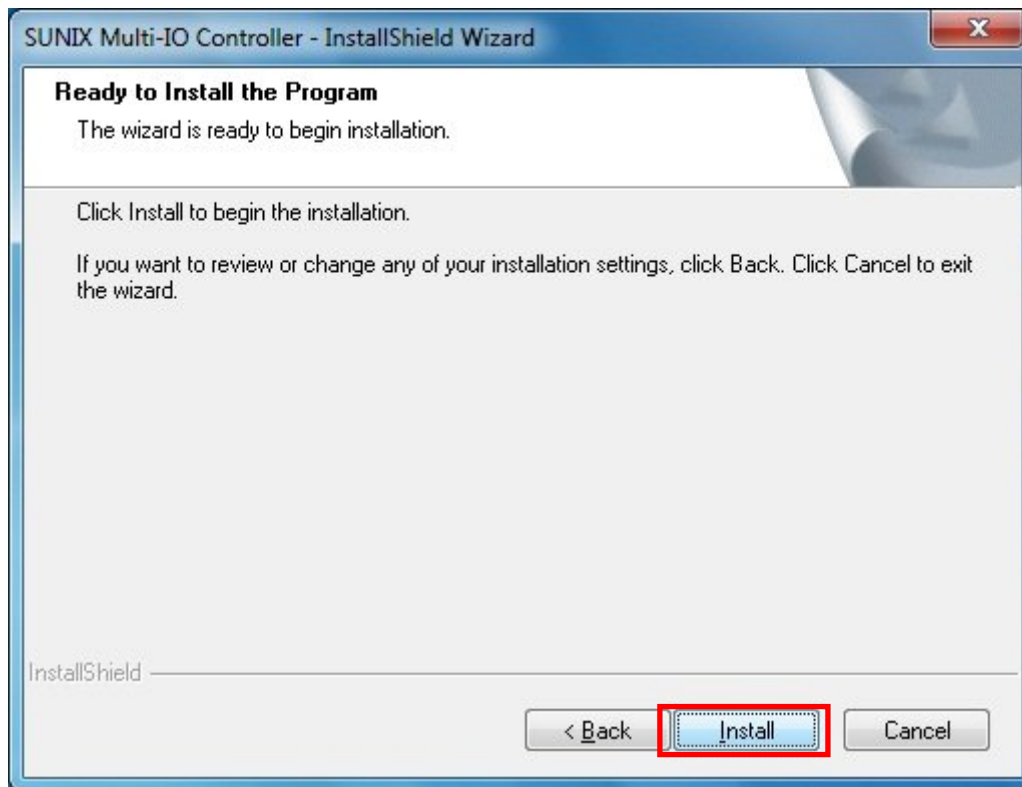 SUNIX Multi-IO Controller - InstallShield Wizard
Ready to Install the Program
The wizard is ready to begin installation.
Click Install to begin the installation.
If you want to review or change any of your installation settings, click Back. Click Cancel to exit
the wizard.
InstallShield
< Back Install Cancel